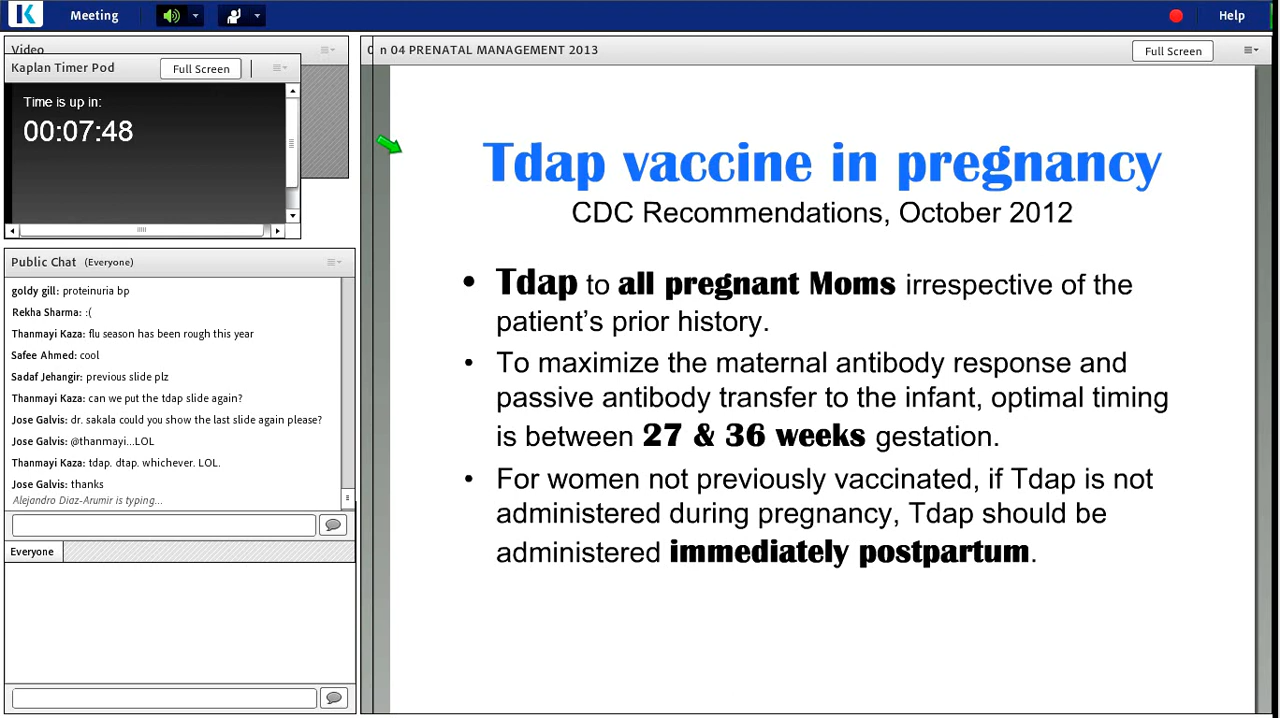 Meeting
Help
Video
Kaplan Timer Pod
Full Screen
Time is up in:
00:07:48
Public Chat (Everyone)
goldy gill: proteinuria bp
Rekha Sharma: :(
Thanmayi Kaza: flu season has been rough this year
Safee Ahmed: cool
Sadaf Jehangir: previous slide plz
Thanmayi Kaza: can we put the tdap slide again?
Jose Galvis: dr. sakala could you show the last slide again please?
Jose Galvis: @thanmayi...LOL
Thanmayi Kaza: tdap. dtap. whichever. LOL.
Jose Galvis: thanks
Alejandro Diaz-Arumir is typing...
Everyone
n 04 PRENATAL MANAGEMENT 2013
Full Screen
Tdap vaccine in pregnancy
CDC Recommendations, October 2012
• Tdap to all pregnant Moms irrespective of the
patient's prior history.
• To maximize the maternal antibody response and
passive antibody transfer to the infant, optimal timing
is between 27 & 36 weeks gestation.
• For women not previously vaccinated, if Tdap is not
administered during pregnancy, Tdap should be
administered immediately postpartum.